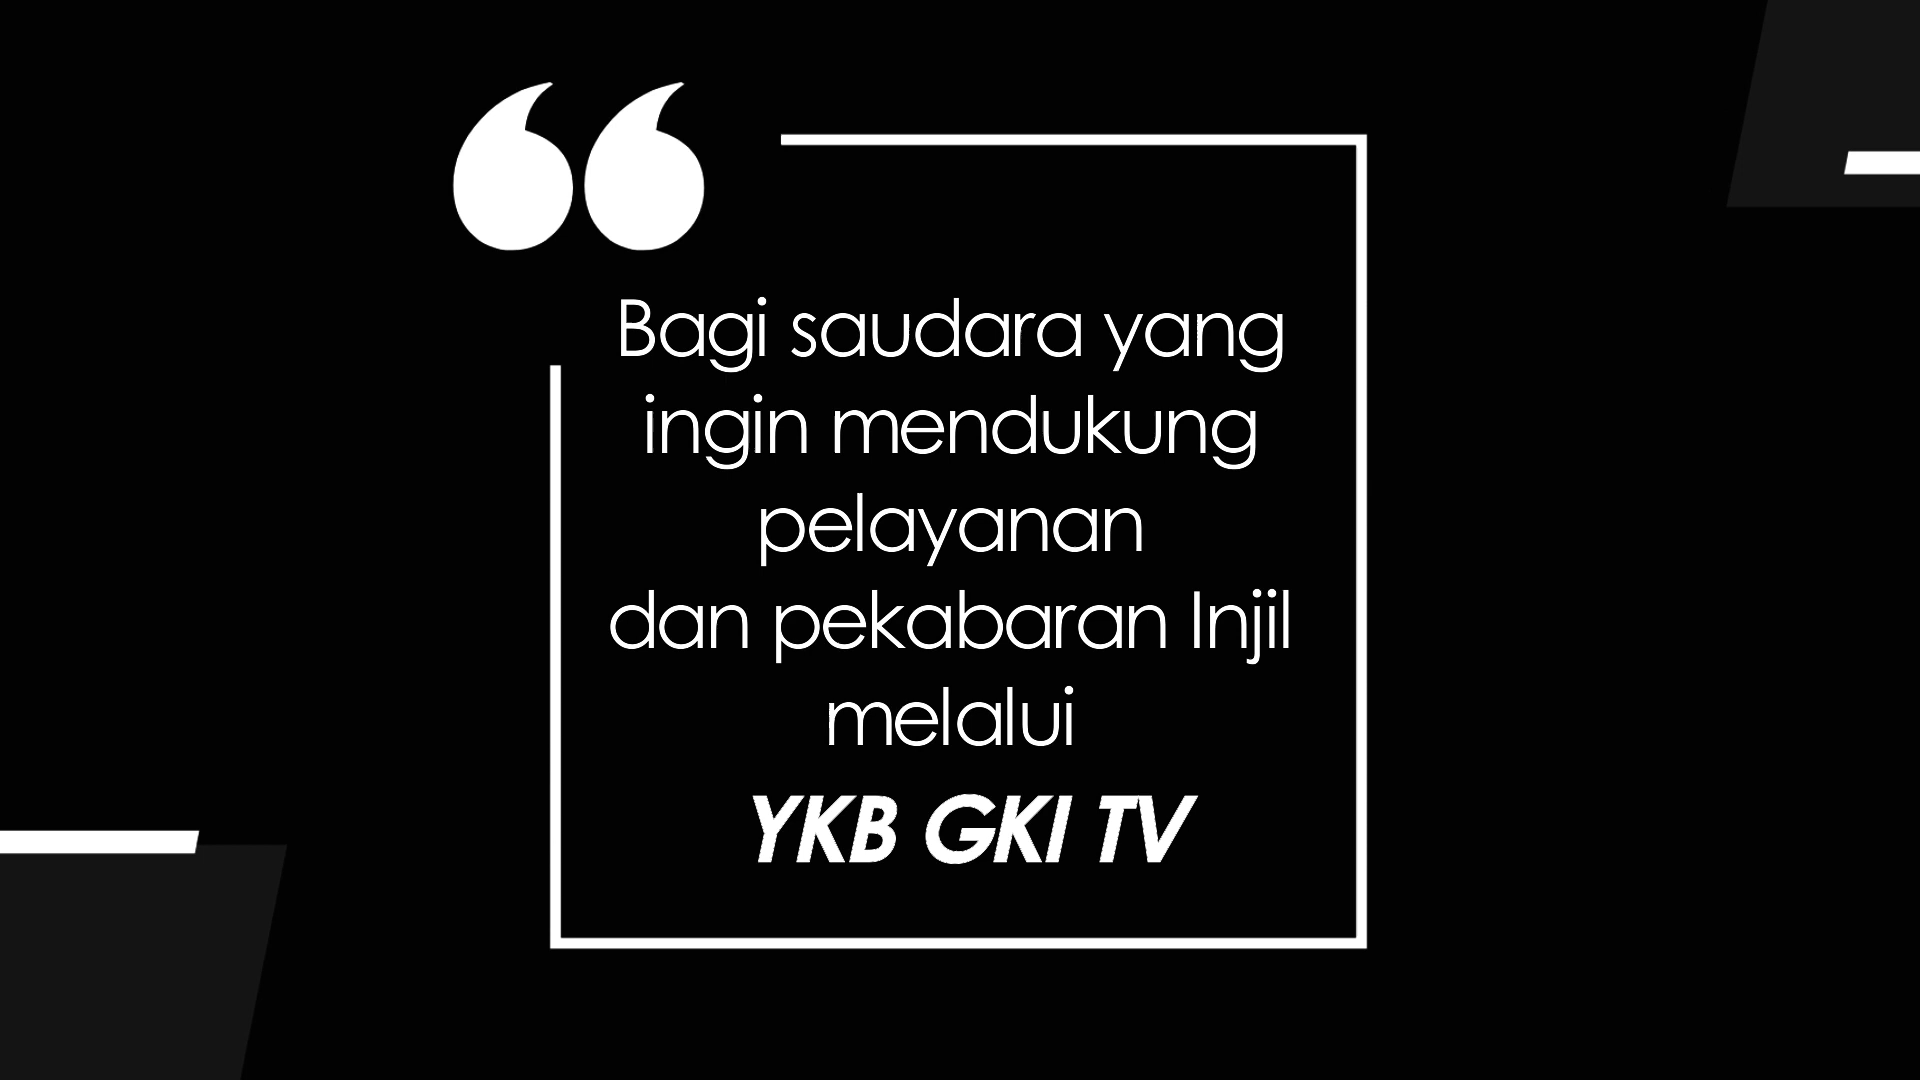 Bagi saudara yang
ingin mendukung
pelayanan
dan pekabaran Injil
melalui
YKB GKI TV